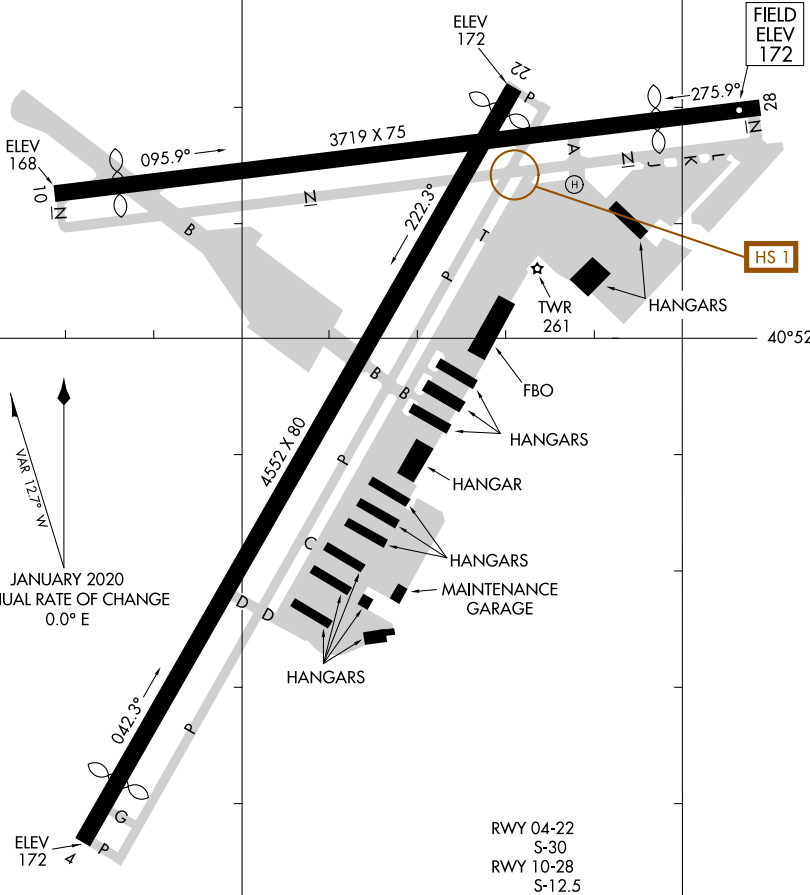 FIELD
ELEV
172
ELEV
172
22
P
275.9°
28
N
ELEV
168
095.9°
3719 X 75
A
N
J
K
L
10
N
N
H
222.3°
B
T
P
HS 1
TWR
261
HANGARS
40°52
FBO
B
B
HANGARS
4552 X 80
P
HANGAR
VAR 12.7° W
C
HANGARS
JANUARY 2020
NUAL RATE OF CHANGE
0.0° E
MAINTENANCE
GARAGE
D
D
HANGARS
042.3°
P
G
ELEV
172
4
P
RWY 04-22
S-30
RWY 10-28
S-12.5